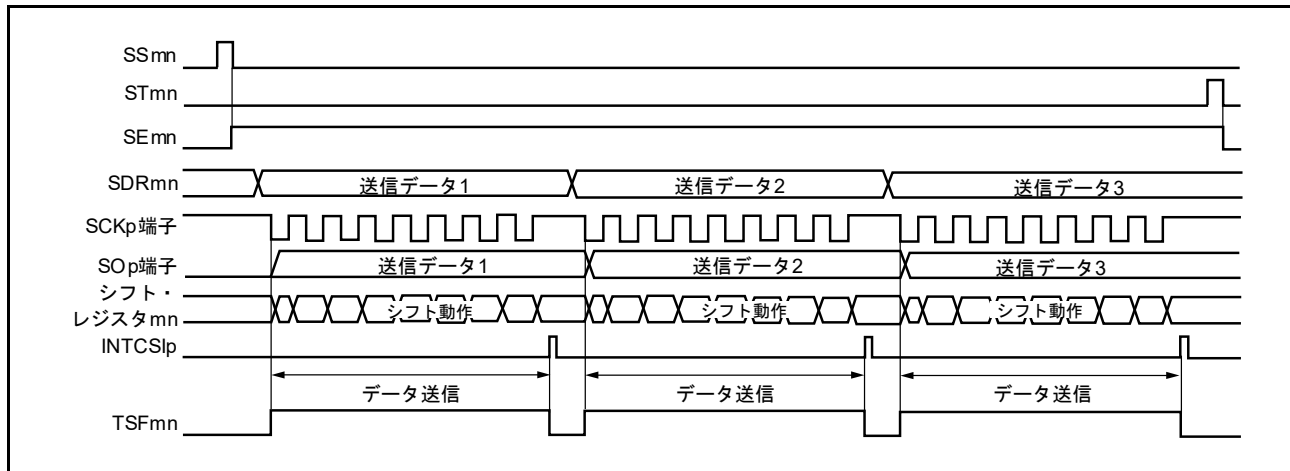 SSmn
STmn
SEmn
SDRmn 送信データ1 送信データ2 送信データ3
SCKp端子
SOp端子 送信データ1 送信データ2 送信データ3
シフト・
レジスタmn シフト動作 シフト動作 シフト動作
INTCSIp
データ送信 データ送信 データ送信
TSFmn